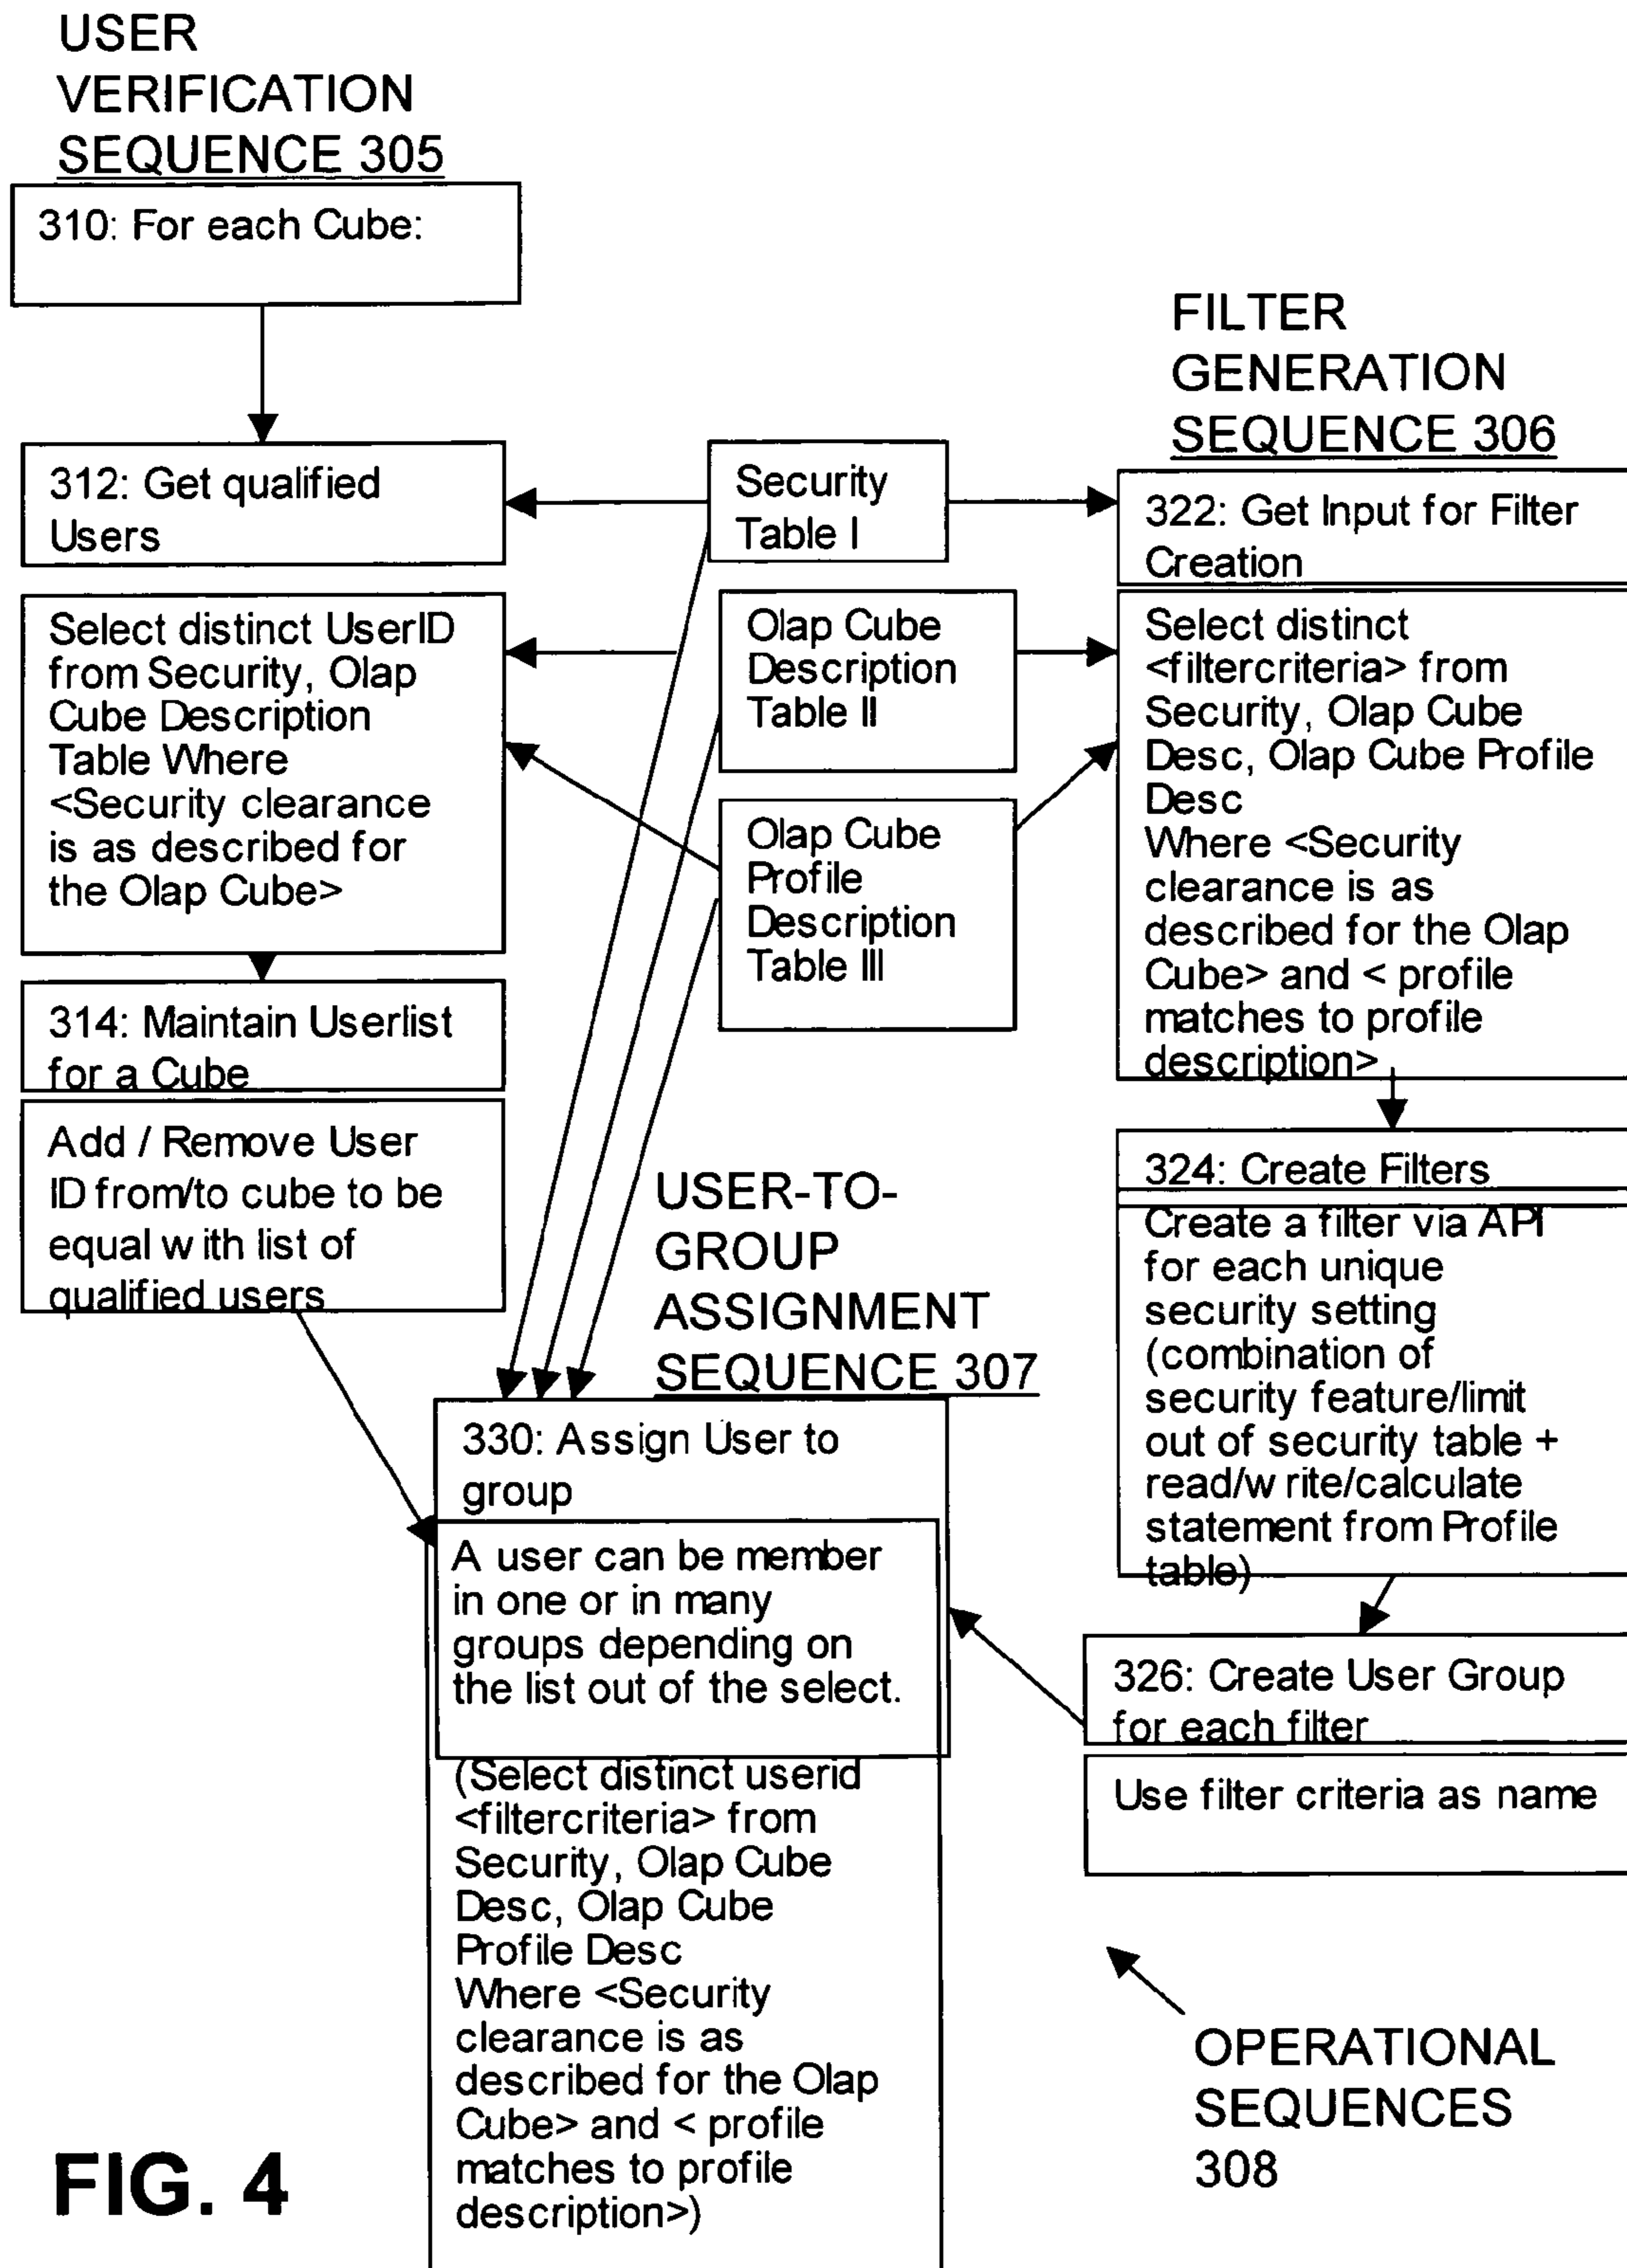 USER
VERIFICATION
SEQUENCE 305
310: For each Cube:
312: Get qualified
Users
Select distinct UserID
from Security, Olap
Cube Description
Table Where
<Security clearance
is as described for
the Olap Cube>
314: Maintain Userlist
for a Cube
Add / Remove User
ID from/to cube to be
equal with list of
qualified users
Security
Table I
Olap Cube
Description
Table II
Olap Cube
Profile
Description
Table III
FILTER
GENERATION
SEQUENCE 306
322: Get Input for Filter
Creation
Select distinct
<filtercriteria> from
Security, Olap Cube
Desc, Olap Cube Profile
Desc
Where <Security
clearance is as
described for the Olap
Cube> and < profile
matches to profile
description>
324: Create Filters
Create a filter via API
for each unique
security setting
(combination of
security feature/limit
out of security table +
read/write/calculate
statement from Profile
table)
326: Create User Group
for each filter
Use filter criteria as name
USER-TO-
GROUP
ASSIGNMENT
SEQUENCE 307
330: Assign User to
group
A user can be member
in one or in many
groups depending on
the list out of the select.
(Select distinct userid
<filtercriteria> from
Security, Olap Cube
Desc, Olap Cube
Profile Desc
Where <Security
clearance is as
described for the Olap
Cube> and < profile
matches to profile
description>)
OPERATIONAL
SEQUENCES
308
FIG. 4